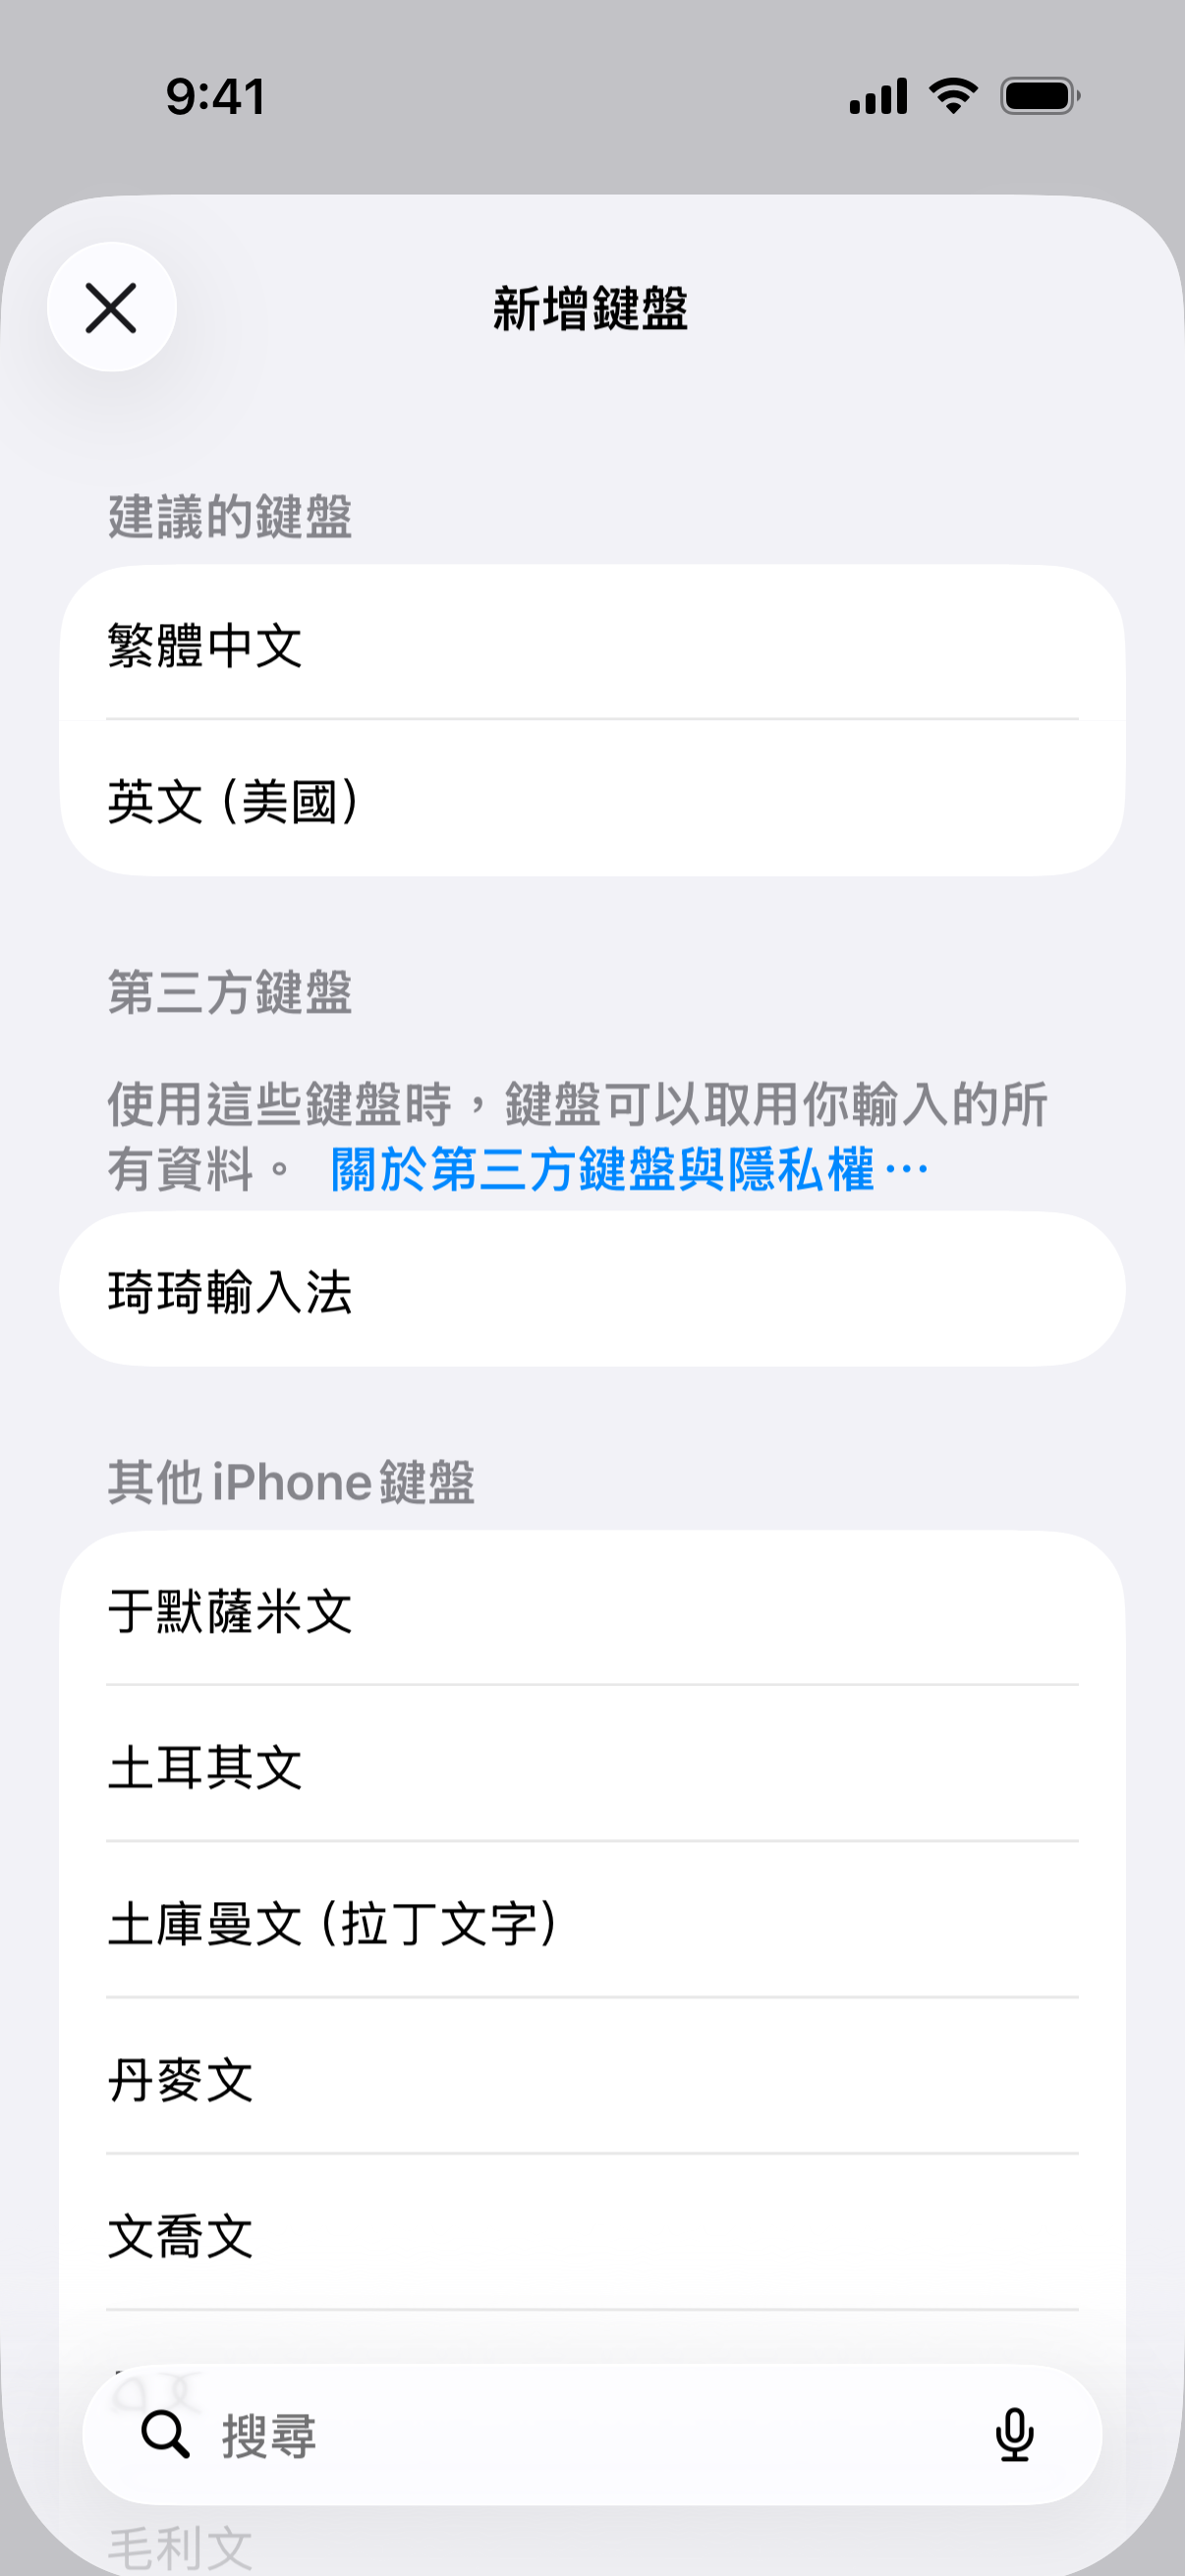 9:41
新增鍵盤
建議的鍵盤
繁體中文
英文（美國）
第三方鍵盤
使用這些鍵盤時，鍵盤可以取用你輸入的所
有資料。 關於第三方鍵盤與隱私權⋯
琦琦輸入法
其他 iPhone 鍵盤
于默薩米文
土耳其文
土庫曼文（拉丁文字）
丹麥文
文喬文
搜尋
毛利文